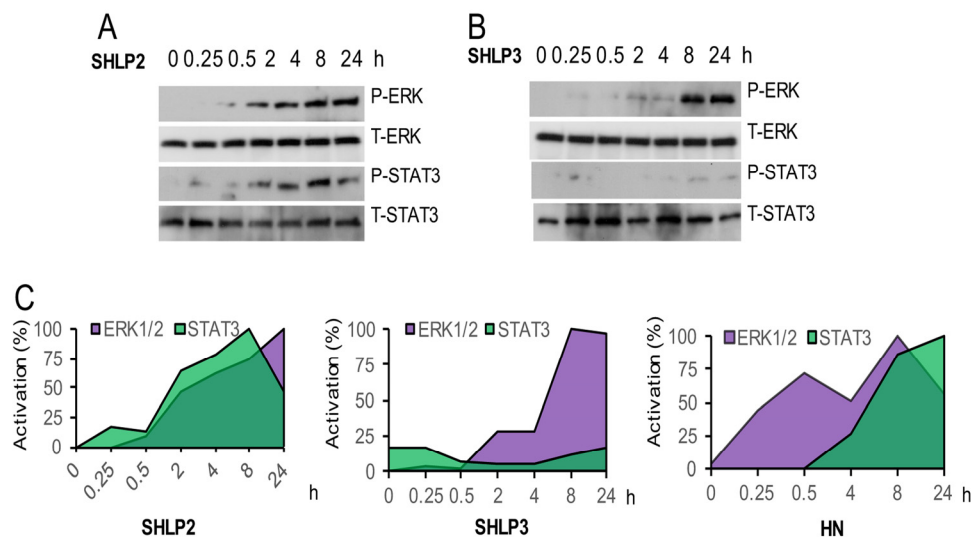 A
SHLP2 0 0.25 0.5 2 4 8 24 h
P-ERK
T-ERK
P-STAT3
T-STAT3
B
SHLP3 0 0.25 0.5 2 4 8 24 h
P-ERK
T-ERK
P-STAT3
T-STAT3
C
Activation (%)
ERK1/2 STAT3
100
75
50
25
0
0 0.25 0.5 2 4 8 24 h
SHLP2
Activation (%)
ERK1/2 STAT3
100
75
50
25
0
0 0.25 0.5 2 4 8 24 h
SHLP3
Activation (%)
ERK1/2 STAT3
100
75
50
25
0
0 0.25 0.5 4 8 24 h
HN